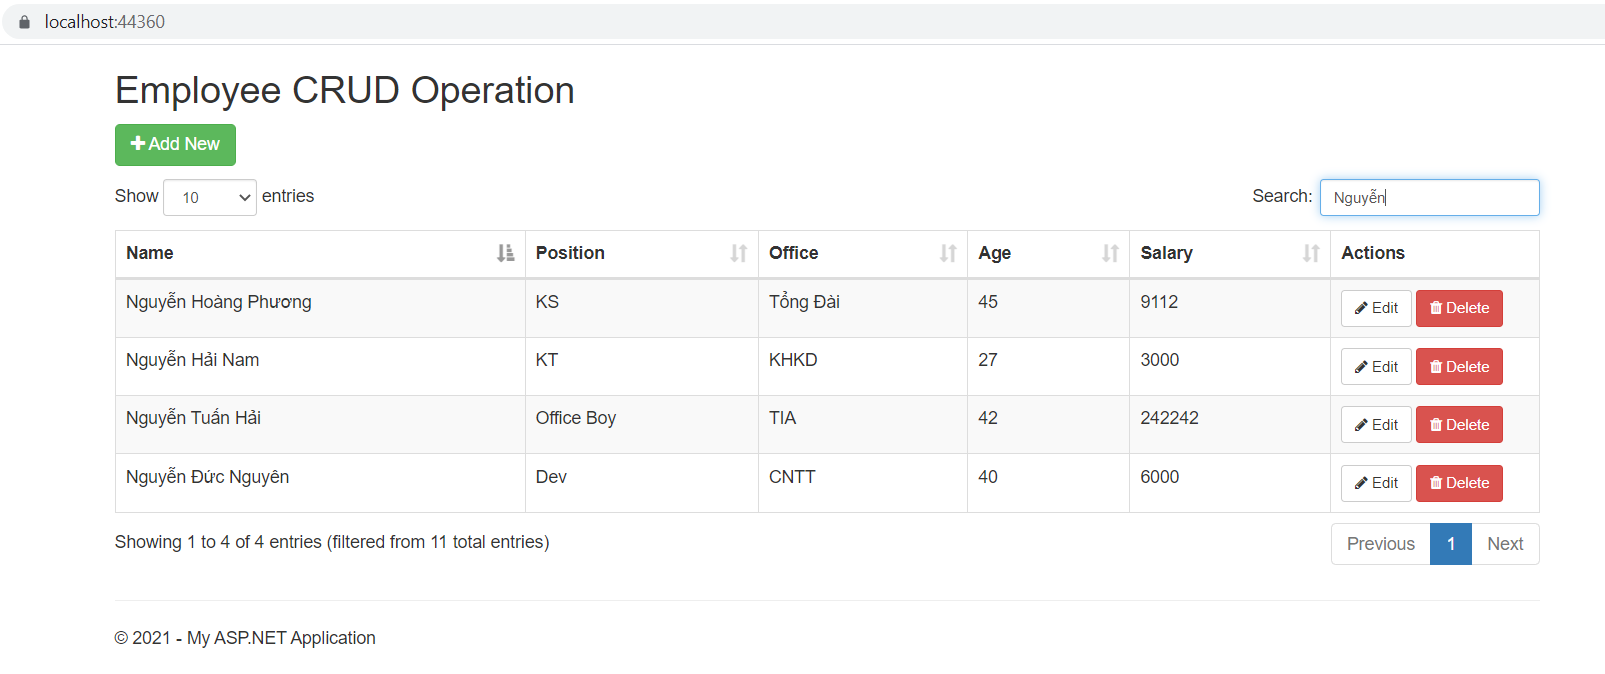 localhost:44360
Employee CRUD Operation
Add New
Show 10 entries Search: Nguyễn
Name Position Office Age Salary Actions
Nguyễn Hoàng Phương KS Tổng Đài 45 9112 Edit Delete
Nguyễn Hải Nam KT KHKD 27 3000 Edit Delete
Nguyễn Tuấn Hải Office Boy TIA 42 242242 Edit Delete
Nguyễn Đức Nguyên Dev CNTT 40 6000 Edit Delete
Showing 1 to 4 of 4 entries (filtered from 11 total entries) Previous 1 Next
© 2021 - My ASP.NET Application